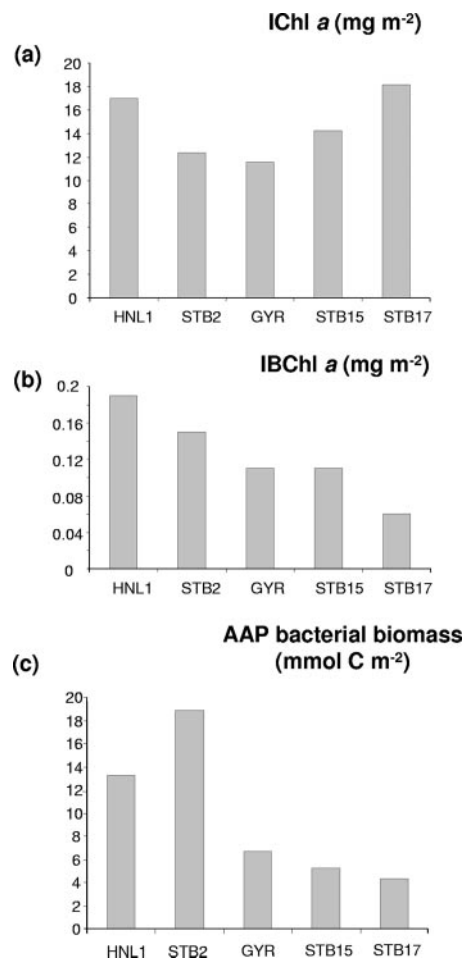 IChl a (mg m⁻²)
(a)
20
18
16
14
12
10
8
6
4
2
0
HNL1 STB2 GYR STB15 STB17
IBChl a (mg m⁻²)
(b)
0.2
0.16
0.12
0.08
0.04
0
HNL1 STB2 GYR STB15 STB17
AAP bacterial biomass
(mmol C m⁻²)
(c)
20
18
16
14
12
10
8
6
4
2
0
HNL1 STB2 GYR STB15 STB17